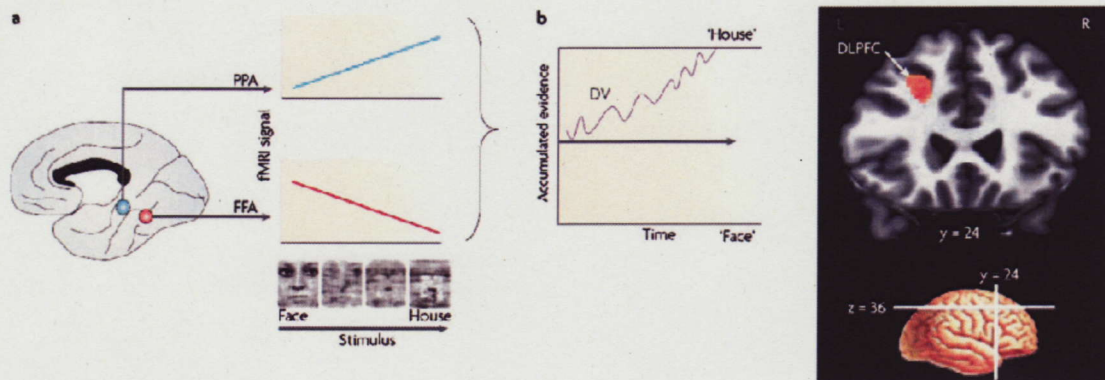 a
PPA
FFA
fMRI signal
Face House
Stimulus
b
'House'
DV
Accumulated evidence
Time 'Face'
L R
DLPFC
y = 24
y = 24
z = 36